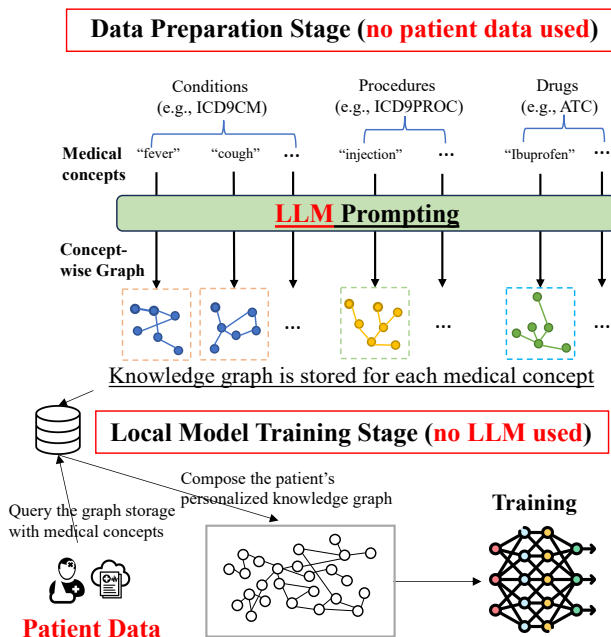 Data Preparation Stage (no patient data used)
Conditions
(e.g., ICD9CM)
Procedures
(e.g., ICD9PROC)
Drugs
(e.g., ATC)
Medical
concepts
“fever”
“cough”
...
“injection”
...
“Ibuprofen”
...
LLM Prompting
Concept-
wise Graph
...
...
...
Knowledge graph is stored for each medical concept
Local Model Training Stage (no LLM used)
Compose the patient’s
personalized knowledge graph
Query the graph storage
with medical concepts
Training
Patient Data